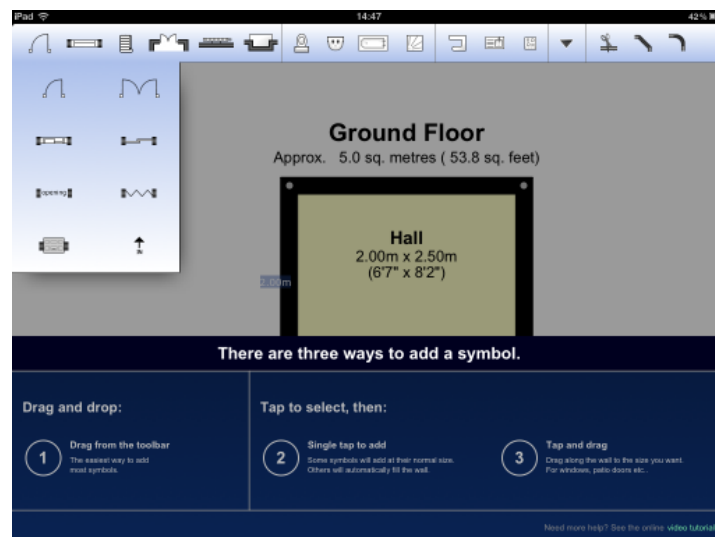 iPad 14:47 42%
opening
IN
Ground Floor
Approx. 5.0 sq. metres ( 53.8 sq. feet)
Hall
2.00m x 2.50m
(6'7" x 8'2")
2.00m
There are three ways to add a symbol.
Drag and drop:
Tap to select, then:
1
Drag from the toolbar
The easiest way to add
most symbols.
2
Single tap to add
Some symbols will add at their normal size.
Others will automatically fill the wall.
3
Tap and drag
Drag along the wall to the size you want.
For windows, patio doors etc..
Need more help? See the online video tutorial